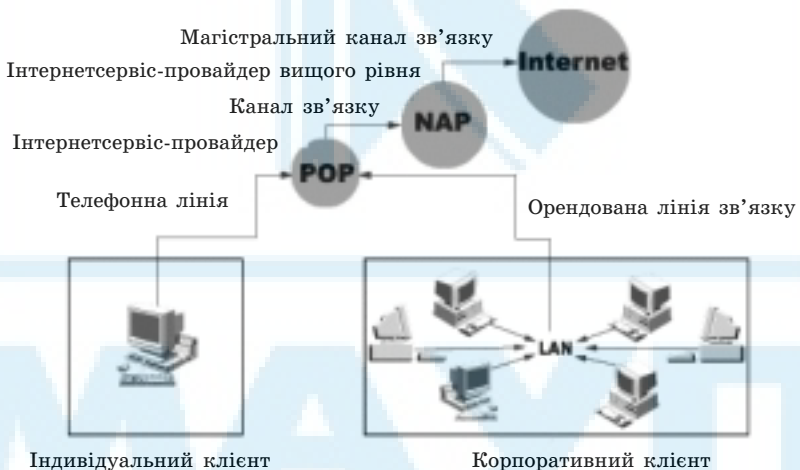 Магістральний канал зв’язку
Internet
Інтернетсервіс-провайдер вищого рівня
Канал зв’язку
NAP
Інтернетсервіс-провайдер
POP
Телефонна лінія
Орендована лінія зв’язку
LAN
Індивідуальний клієнт
Корпоративний клієнт